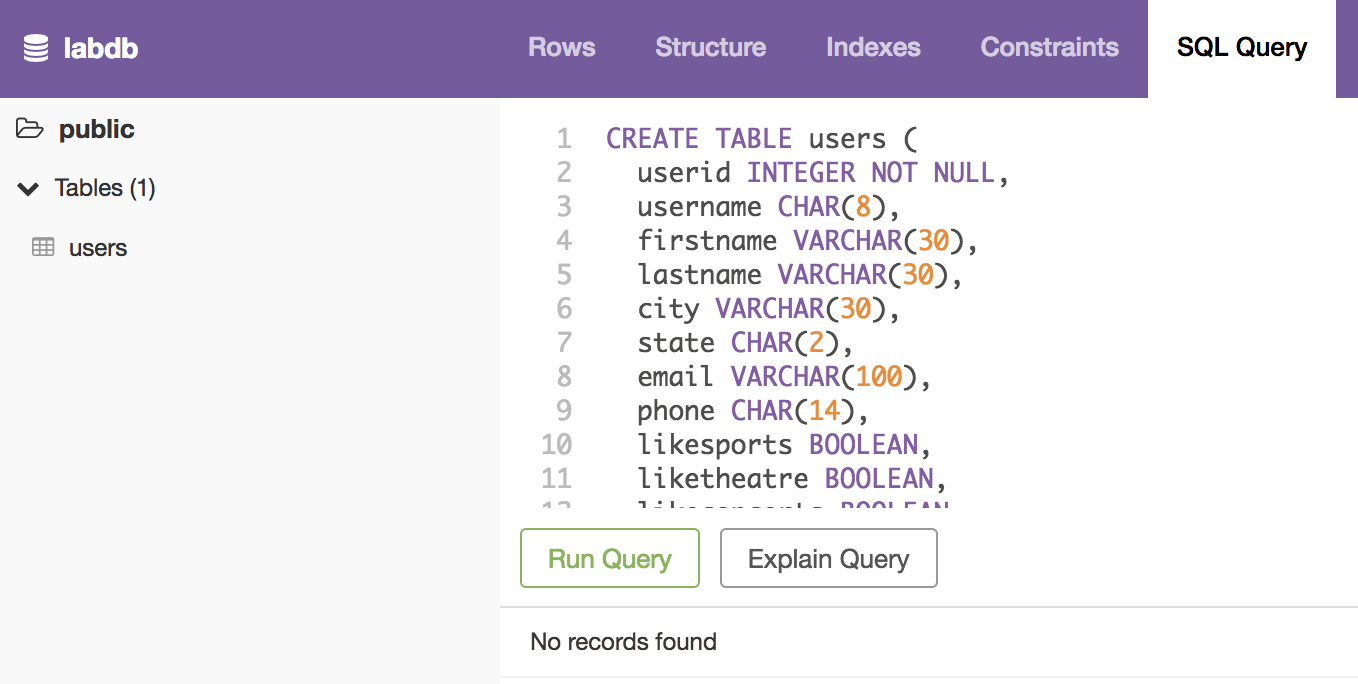 labdb
Rows Structure Indexes Constraints SQL Query
public
Tables (1)
users
1 CREATE TABLE users (
2 userid INTEGER NOT NULL,
3 username CHAR(8),
4 firstname VARCHAR(30),
5 lastname VARCHAR(30),
6 city VARCHAR(30),
7 state CHAR(2),
8 email VARCHAR(100),
9 phone CHAR(14),
10 likesports BOOLEAN,
11 liketheatre BOOLEAN,
12 likeconcerts BOOLEAN
Run Query Explain Query
No records found